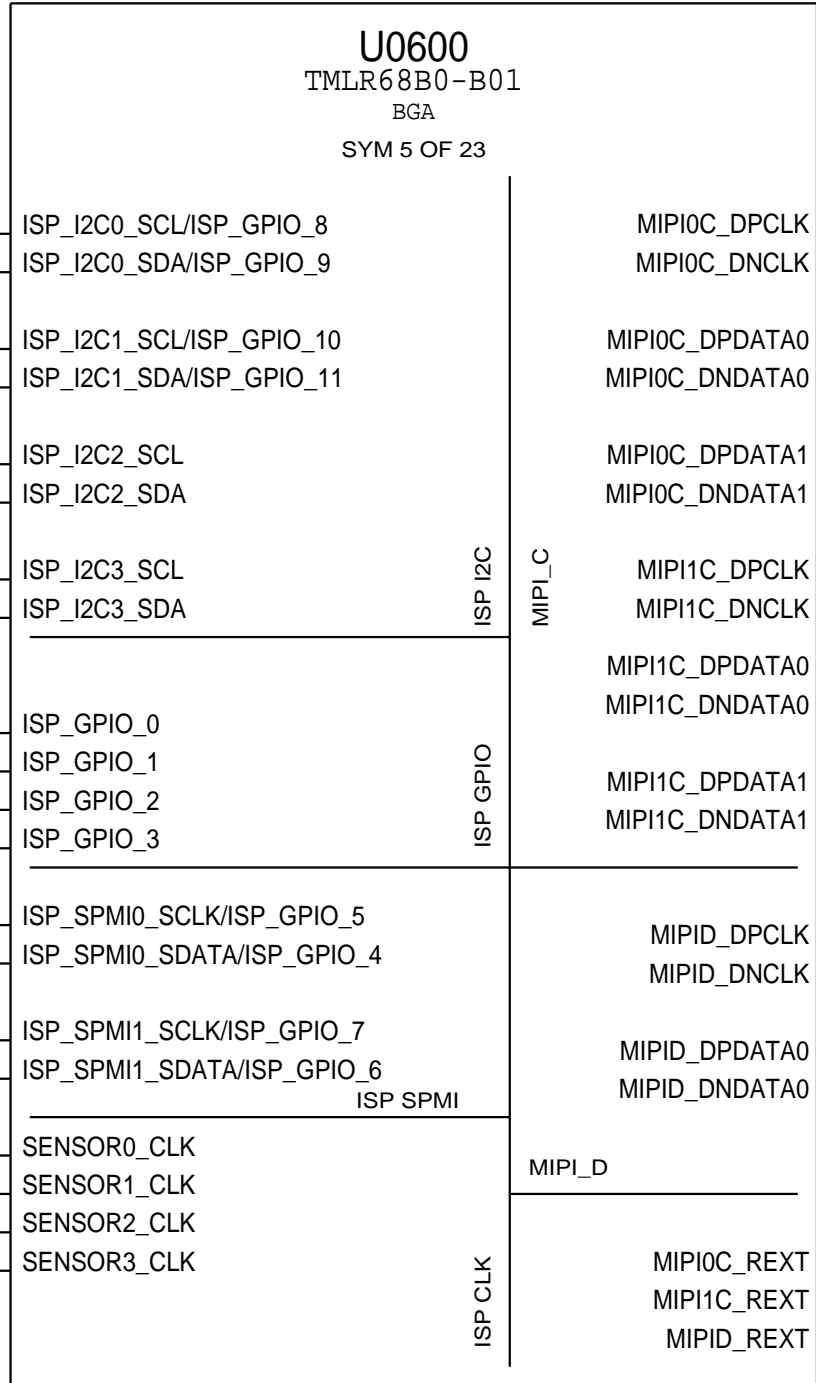 U0600
TMLR68B0-B01
BGA
SYM 5 OF 23
ISP_I2C0_SCL/ISP_GPIO_8
ISP_I2C0_SDA/ISP_GPIO_9
ISP_I2C1_SCL/ISP_GPIO_10
ISP_I2C1_SDA/ISP_GPIO_11
ISP_I2C2_SCL
ISP_I2C2_SDA
ISP_I2C3_SCL
ISP_I2C3_SDA
ISP I2C
ISP_GPIO_0
ISP_GPIO_1
ISP_GPIO_2
ISP_GPIO_3
ISP GPIO
ISP_SPMI0_SCLK/ISP_GPIO_5
ISP_SPMI0_SDATA/ISP_GPIO_4
ISP_SPMI1_SCLK/ISP_GPIO_7
ISP_SPMI1_SDATA/ISP_GPIO_6
ISP SPMI
SENSOR0_CLK
SENSOR1_CLK
SENSOR2_CLK
SENSOR3_CLK
ISP CLK
MIPI0C_DPCLK
MIPI0C_DNCLK
MIPI0C_DPDATA0
MIPI0C_DNDATA0
MIPI0C_DPDATA1
MIPI0C_DNDATA1
MIPI_C
MIPI1C_DPCLK
MIPI1C_DNCLK
MIPI1C_DPDATA0
MIPI1C_DNDATA0
MIPI1C_DPDATA1
MIPI1C_DNDATA1
MIPID_DPCLK
MIPID_DNCLK
MIPID_DPDATA0
MIPID_DNDATA0
MIPI_D
MIPI0C_REXT
MIPI1C_REXT
MIPID_REXT